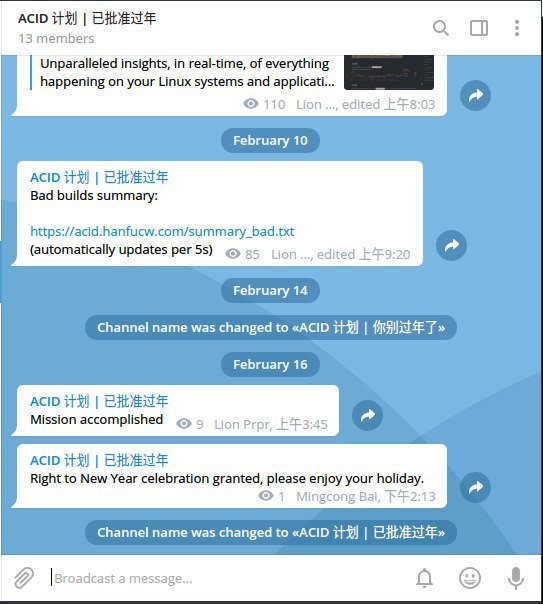 ACID 计划 | 已批准过年
13 members
Unparalleled insights, in real-time, of everything
happening on your Linux systems and applicati...
110 Lion ..., edited 上午8:03
February 10
ACID 计划 | 已批准过年
Bad builds summary:
https://acid.hanfucw.com/summary_bad.txt
(automatically updates per 5s) 85 Lion ..., edited 上午9:20
February 14
Channel name was changed to «ACID 计划 | 你别过年了»
February 16
ACID 计划 | 已批准过年
Mission accomplished 9 Lion Prpr, 上午3:45
ACID 计划 | 已批准过年
Right to New Year celebration granted, please enjoy your holiday.
1 Mingcong Bai, 下午2:13
Channel name was changed to «ACID 计划 | 已批准过年»
Broadcast a message...